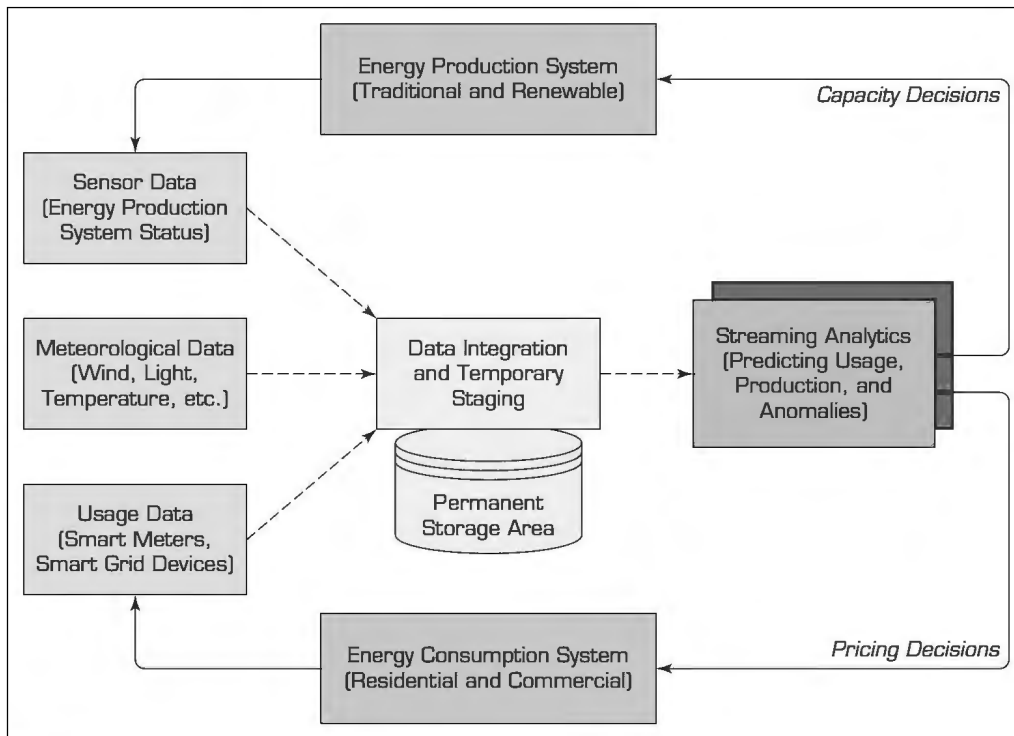 Energy Production System
(Traditional and Renewable)
Capacity Decisions
Sensor Data
(Energy Production
System Status)
Meteorological Data
(Wind, Light,
Temperature, etc.)
Data Integration
and Temporary
Staging
Streaming Analytics
(Predicting Usage,
Production, and
Anomalies)
Permanent
Storage Area
Usage Data
(Smart Meters,
Smart Grid Devices)
Energy Consumption System
(Residential and Commercial)
Pricing Decisions